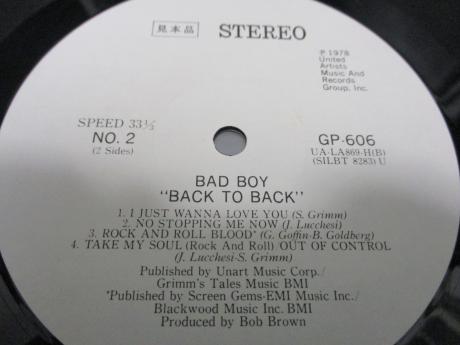 見本品 STEREO
℗ 1978
United
Artists
Music And
Records
Group, Inc.
SPEED 33⅓
NO. 2
(2 Sides)
GP-606
UA-LA869-H(B)
(SILBT 8283) U
BAD BOY
"BACK TO BACK"
1. I JUST WANNA LOVE YOU (S. Grimm)
2. NO STOPPING ME NOW (J. Lucchesi)
3. ROCK AND ROLL BLOOD* (G. Goffin-B. Goldberg)
4. TAKE MY SOUL (Rock And Roll) OUT OF CONTROL
(J. Lucchesi-S. Grimm)
Published by Unart Music Corp./
Grimm's Tales Music BMI
*Published by Screen Gems-EMI Music Inc./
Blackwood Music Inc. BMI
Produced by Bob Brown